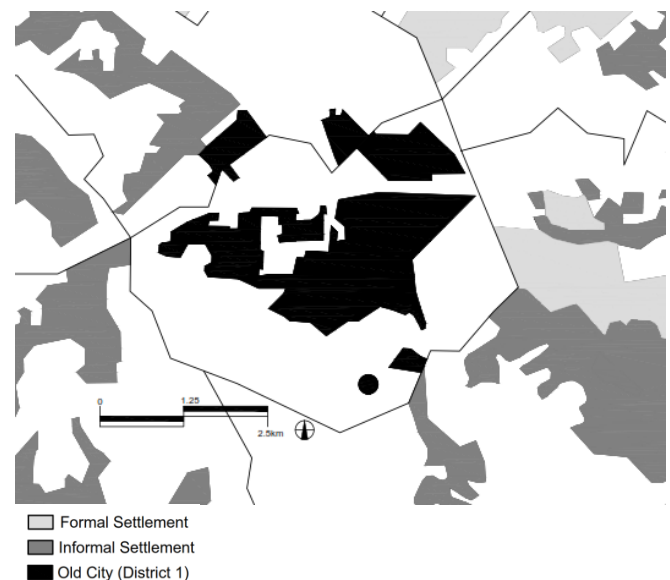 0
1.25
2.5km
Formal Settlement
Informal Settlement
Old City (District 1)